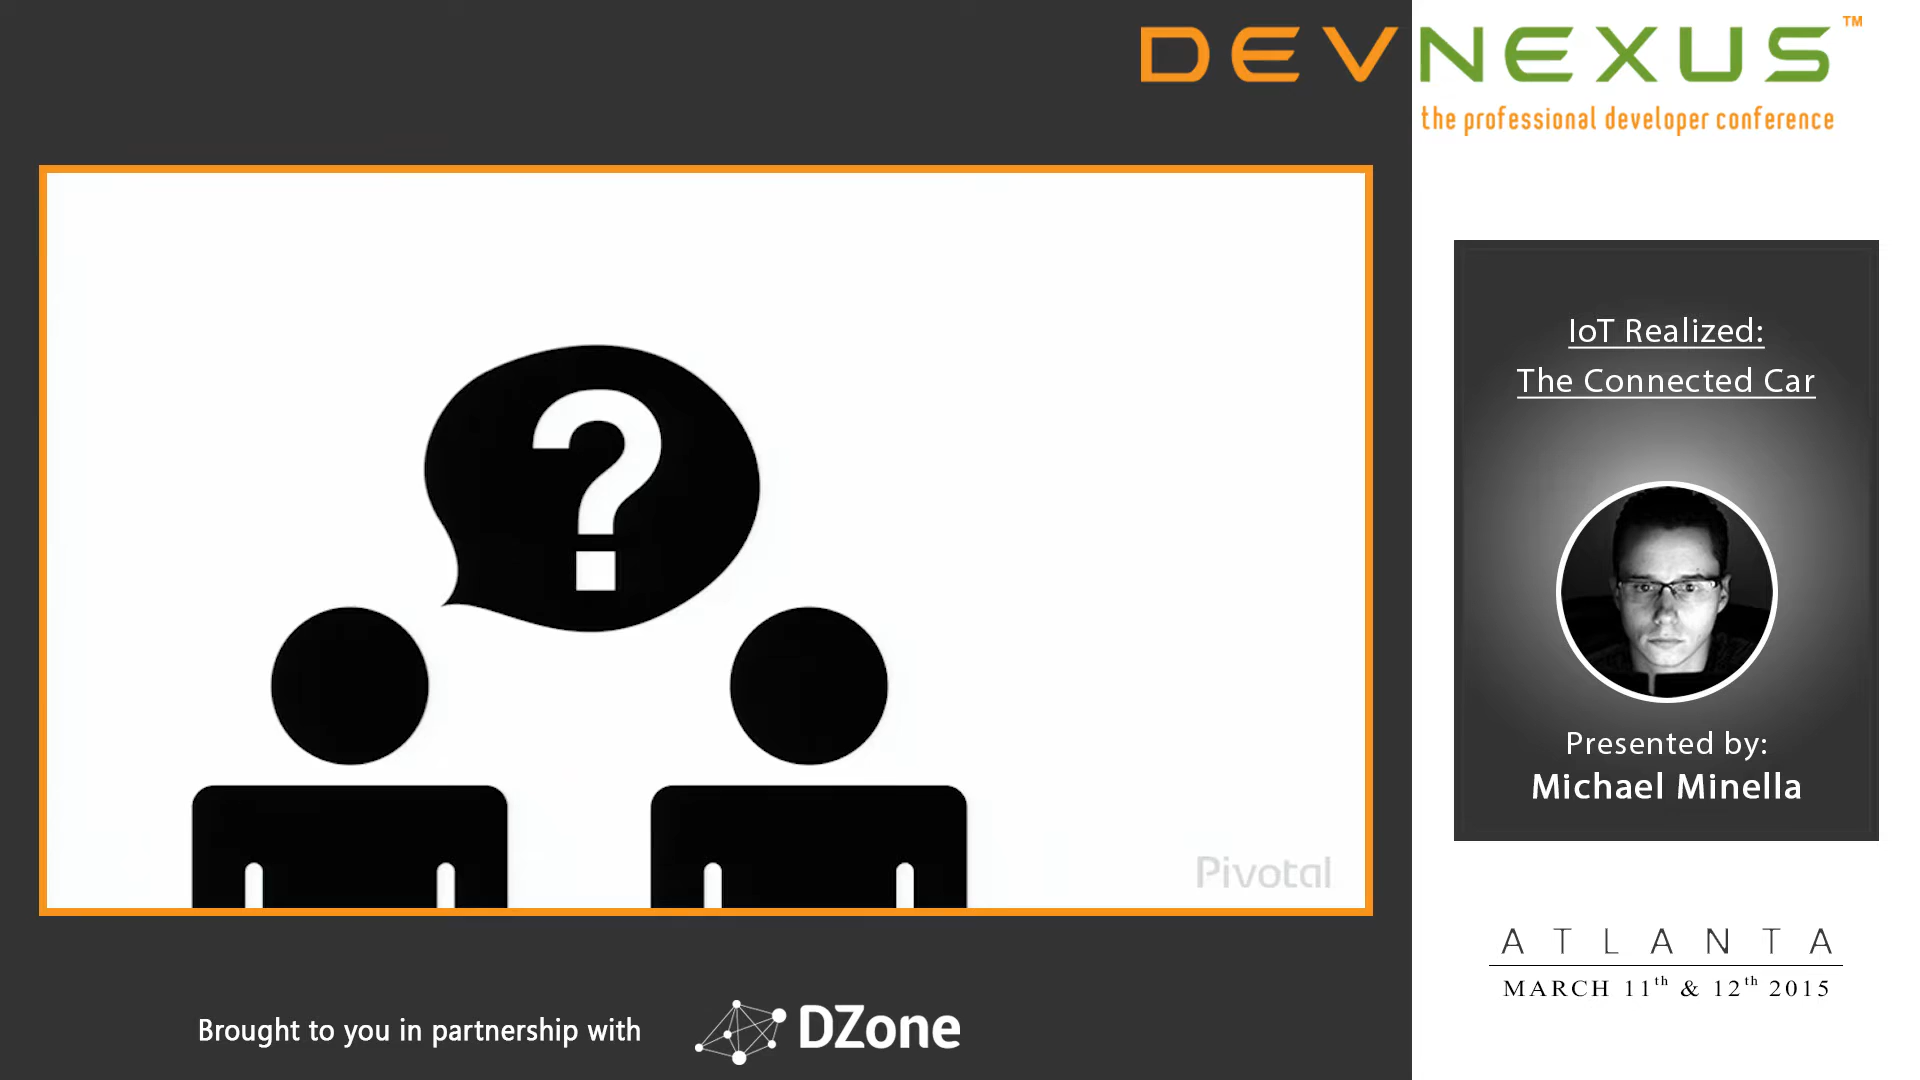 DEVNEXUS™
the professional developer conference
?
Pivotal
IoT Realized:
The Connected Car
Presented by:
Michael Minella
ATLANTA
MARCH 11th & 12th 2015
Brought to you in partnership with
DZone